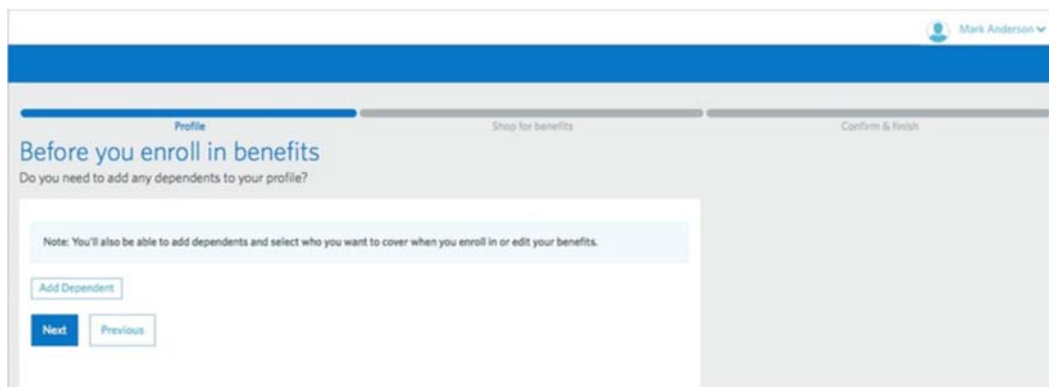 Mark Anderson
Profile
Shop for benefits
Confirm & finish
Before you enroll in benefits
Do you need to add any dependents to your profile?
Note: You'll also be able to add dependents and select who you want to cover when you enroll in or edit your benefits.
Add Dependent
Next
Previous